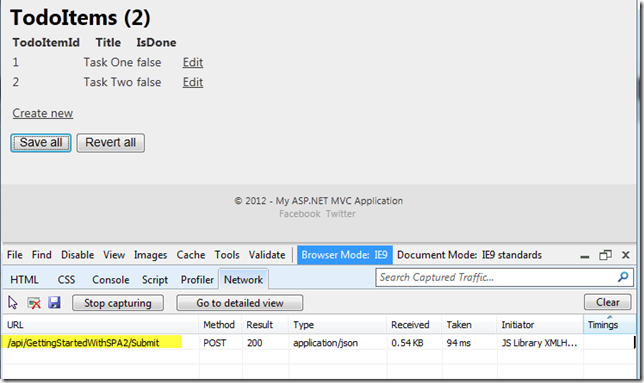 TodoItems (2)
TodoItemId Title IsDone
1 Task One false Edit
2 Task Two false Edit
Create new
Save all Revert all
© 2012 - My ASP.NET MVC Application
Facebook Twitter
File Find Disable View Images Cache Tools Validate Browser Mode: IE9 Document Mode: IE9 standards
HTML CSS Console Script Profiler Network Search Captured Traffic...
Stop capturing Go to detailed view Clear
URL Method Result Type Received Taken Initiator Timings
/api/GettingStartedWithSPA2/Submit POST 200 application/json 0.54 KB 94 ms JS Library XMLH...